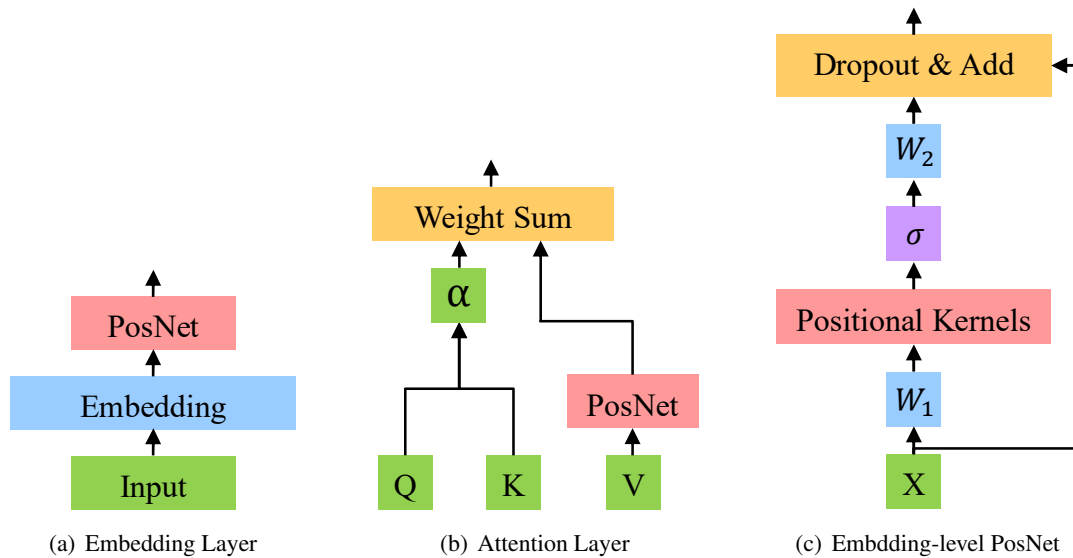 PosNet
Embedding
Input
(a) Embedding Layer
Weight Sum
α
PosNet
Q
K
V
(b) Attention Layer
Dropout & Add
W₂
σ
Positional Kernels
W₁
X
(c) Embdding-level PosNet